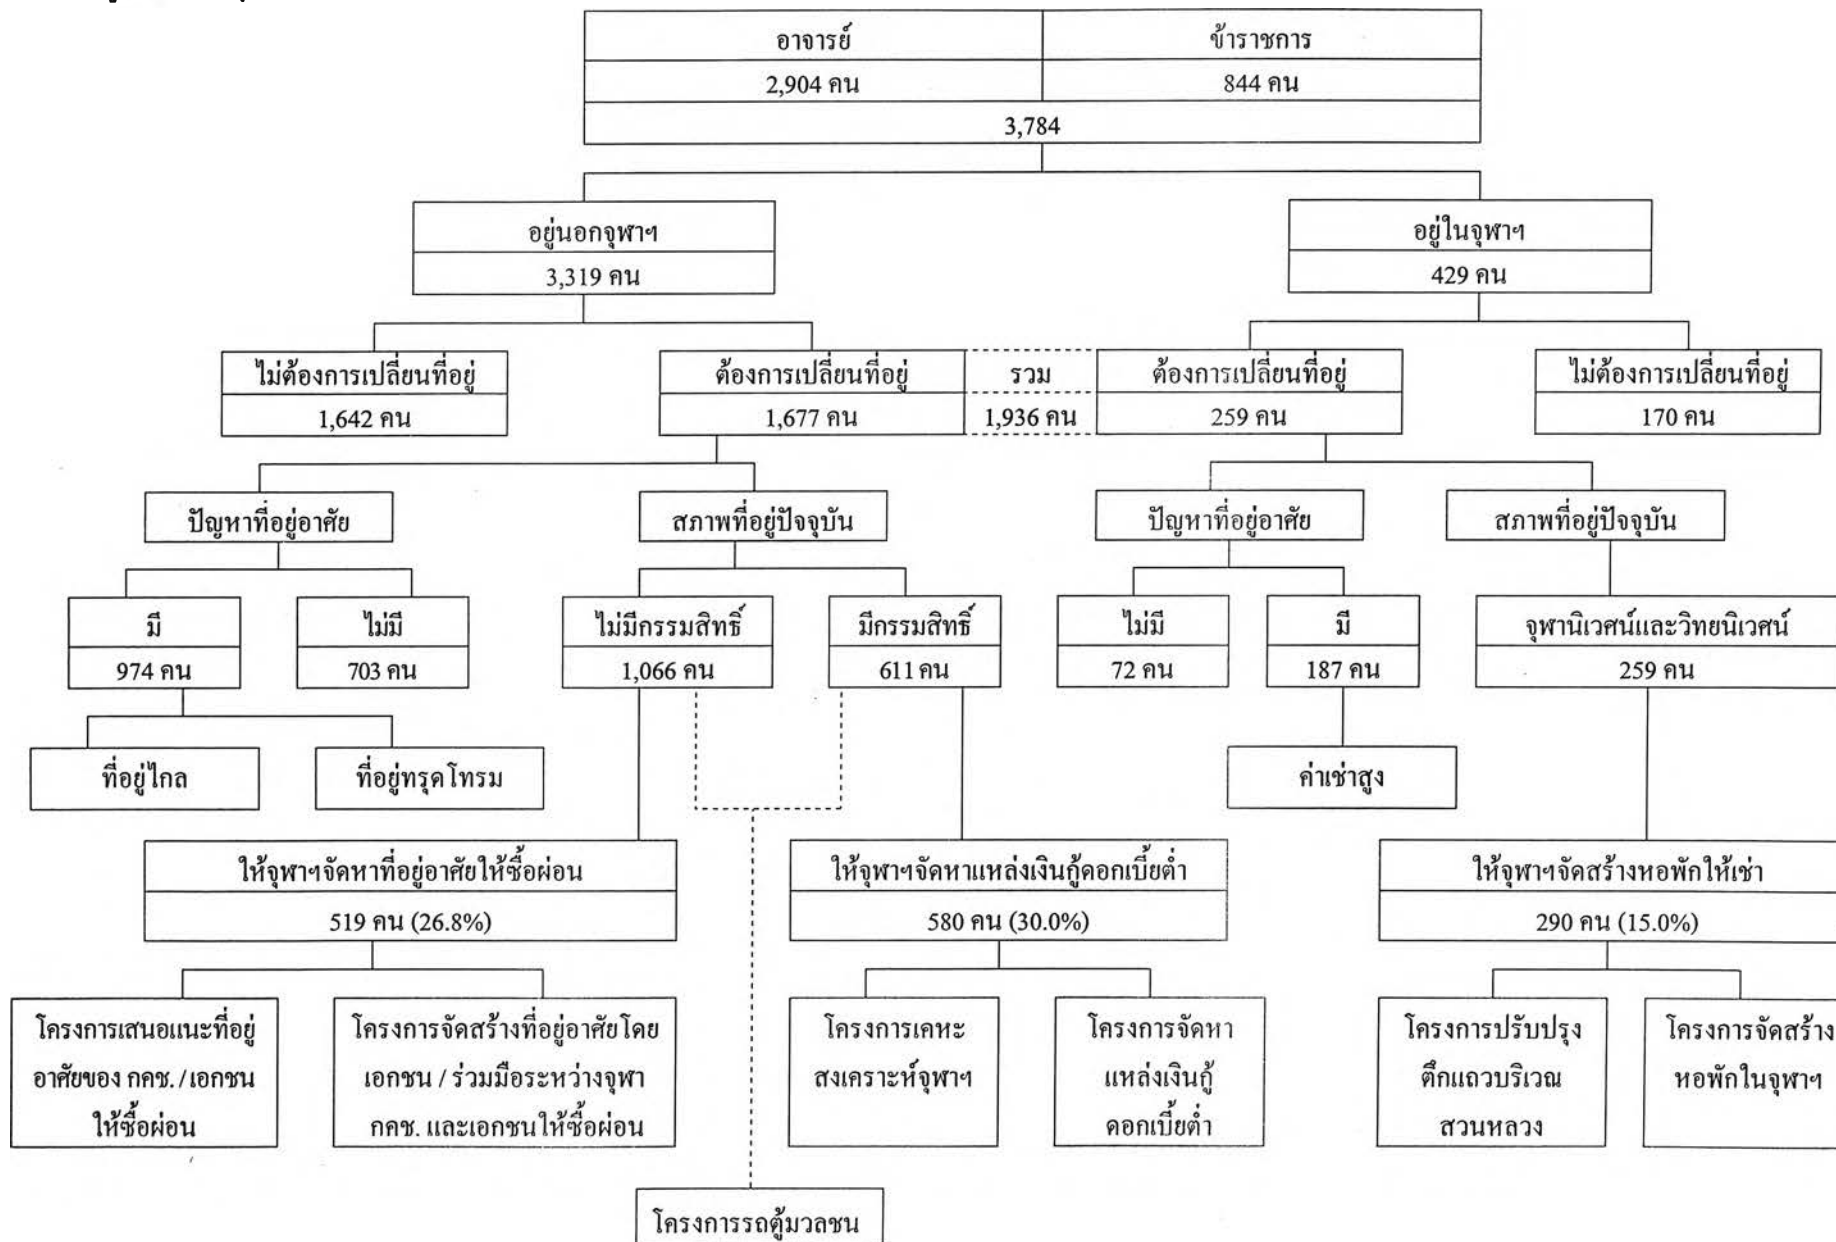 อาจารย์ ข้าราชการ
2,904 คน 844 คน
3,784
อยู่นอกจุฬาฯ อยู่ในจุฬาฯ
3,319 คน 429 คน
ไม่ต้องการเปลี่ยนที่อยู่ ต้องการเปลี่ยนที่อยู่ รวม ต้องการเปลี่ยนที่อยู่ ไม่ต้องการเปลี่ยนที่อยู่
1,642 คน 1,677 คน 1,936 คน 259 คน 170 คน
ปัญหาที่อยู่อาศัย สภาพที่อยู่ปัจจุบัน ปัญหาที่อยู่อาศัย สภาพที่อยู่ปัจจุบัน
มี ไม่มี ไม่มีกรรมสิทธิ์ มีกรรมสิทธิ์ ไม่มี มี จุฬานิเวศน์และวิทยนิเวศน์
974 คน 703 คน 1,066 คน 611 คน 72 คน 187 คน 259 คน
ที่อยู่ไกล ที่อยู่ทรุดโทรม ค่าเช่าสูง
ให้จุฬาฯจัดหาที่อยู่อาศัยให้ซื้อผ่อน ให้จุฬาฯจัดหาแหล่งเงินกู้ดอกเบี้ยต่ำ ให้จุฬาฯจัดสร้างหอพักให้เช่า
519 คน (26.8%) 580 คน (30.0%) 290 คน (15.0%)
โครงการเสนอแนะที่อยู่
อาศัยของ กคช. / เอกชน
ให้ซื้อผ่อน
โครงการจัดสร้างที่อยู่อาศัยโดย
เอกชน / ร่วมมือระหว่างจุฬา
กคช. และเอกชนให้ซื้อผ่อน
โครงการเคหะ
สงเคราะห์จุฬาฯ
โครงการจัดหา
แหล่งเงินกู้
ดอกเบี้ยต่ำ
โครงการปรับปรุง
ตึกแถวบริเวณ
สวนหลวง
โครงการจัดสร้าง
หอพักในจุฬาฯ
โครงการรถตู้มวลชน